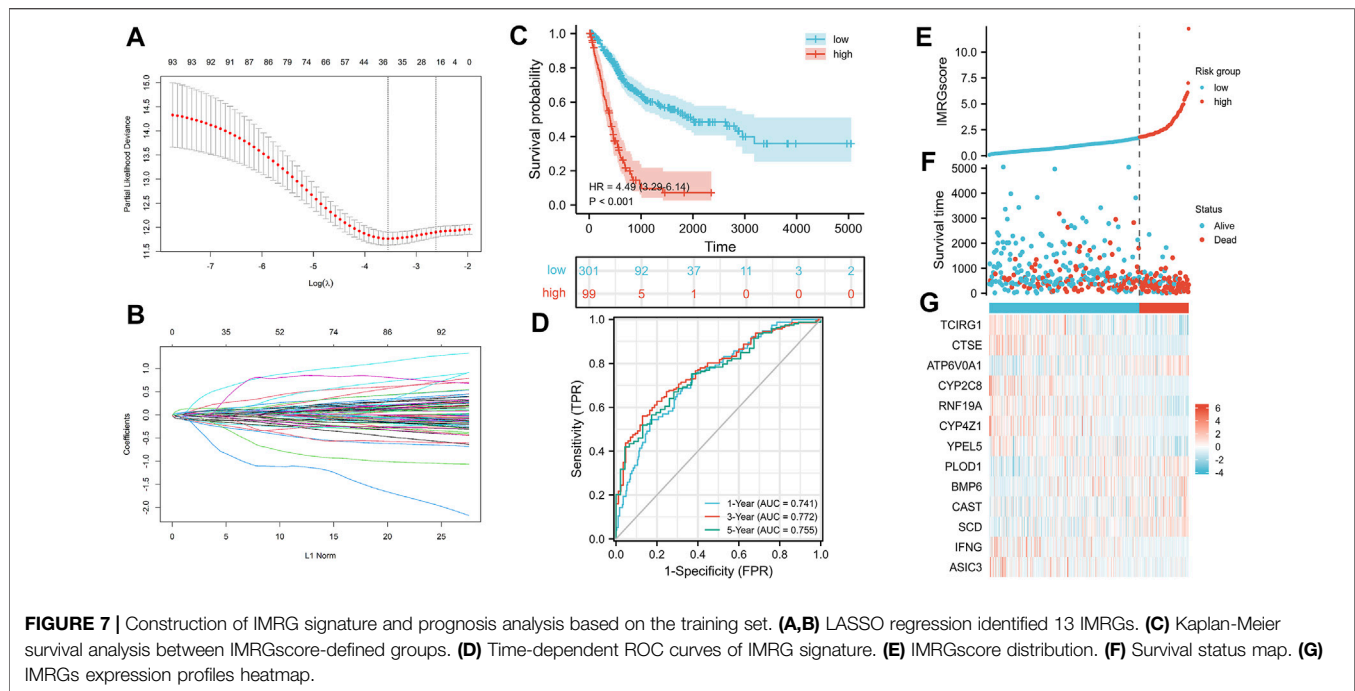 A
93 93 92 91 87 86 79 74 66 57 44 36 35 28 16 4 0
Partial Likelihood Deviance
15.0
14.5
14.0
13.5
13.0
12.5
12.0
11.5
-7 -6 -5 -4 -3 -2
Log(λ)
B
0 35 52 74 86 92
Coefficients
1.0
0.5
0.0
-0.5
-1.0
-1.5
-2.0
0 5 10 15 20 25
L1 Norm
C
Survival probability
1.0
0.8
0.6
0.4
0.2
0.0
low
high
HR = 4.49 (3.29-6.14)
P < 0.001
0 1000 2000 3000 4000 5000
Time
low 301 92 37 11 3 2
high 99 5 1 0 0 0
D
Sensitivity (TPR)
1.0
0.8
0.6
0.4
0.2
0.0
1-Year (AUC = 0.741)
3-Year (AUC = 0.772)
5-Year (AUC = 0.755)
0.0 0.2 0.4 0.6 0.8 1.0
1-Specificity (FPR)
E
IMRGscore
10.0
7.5
5.0
2.5
0.0
Risk group
low
high
F
Survival time
5000
4000
3000
2000
1000
0
Status
Alive
Dead
G
TCIRG1
CTSE
ATP6V0A1
CYP2C8
RNF19A
CYP4Z1
YPEL5
PLOD1
BMP6
CAST
SCD
IFNG
ASIC3
6
4
2
0
-2
-4
FIGURE 7 | Construction of IMRG signature and prognosis analysis based on the training set. (A,B) LASSO regression identified 13 IMRGs. (C) Kaplan-Meier
survival analysis between IMRGscore-defined groups. (D) Time-dependent ROC curves of IMRG signature. (E) IMRGscore distribution. (F) Survival status map. (G)
IMRGs expression profiles heatmap.